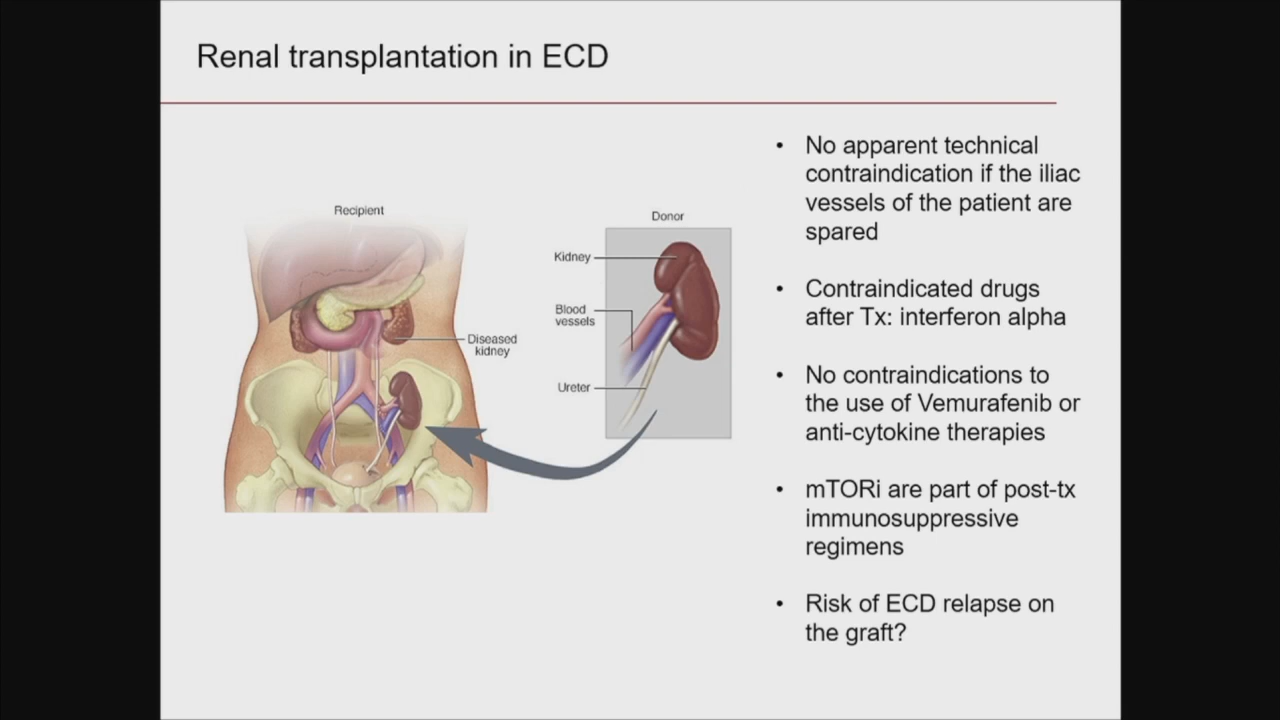 Renal transplantation in ECD
Recipient
Diseased
kidney
Donor
Kidney
Blood
vessels
Ureter
• No apparent technical
contraindication if the iliac
vessels of the patient are
spared
• Contraindicated drugs
after Tx: interferon alpha
• No contraindications to
the use of Vemurafenib or
anti-cytokine therapies
• mTORi are part of post-tx
immunosuppressive
regimens
• Risk of ECD relapse on
the graft?